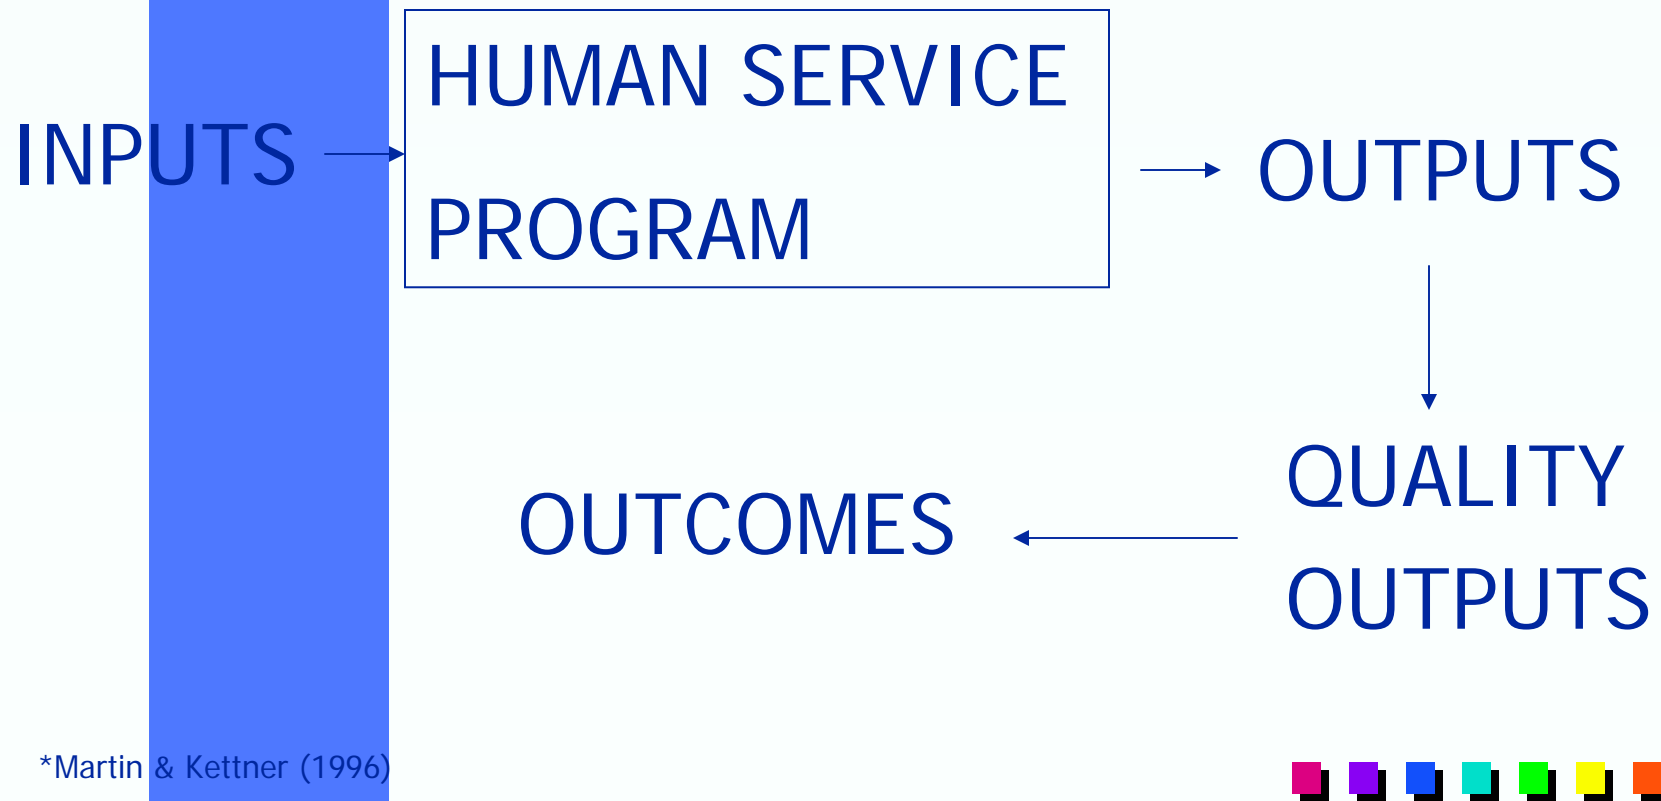 INPUTS
HUMAN SERVICE
PROGRAM
OUTPUTS
QUALITY
OUTPUTS
OUTCOMES
*Martin & Kettner (1996)